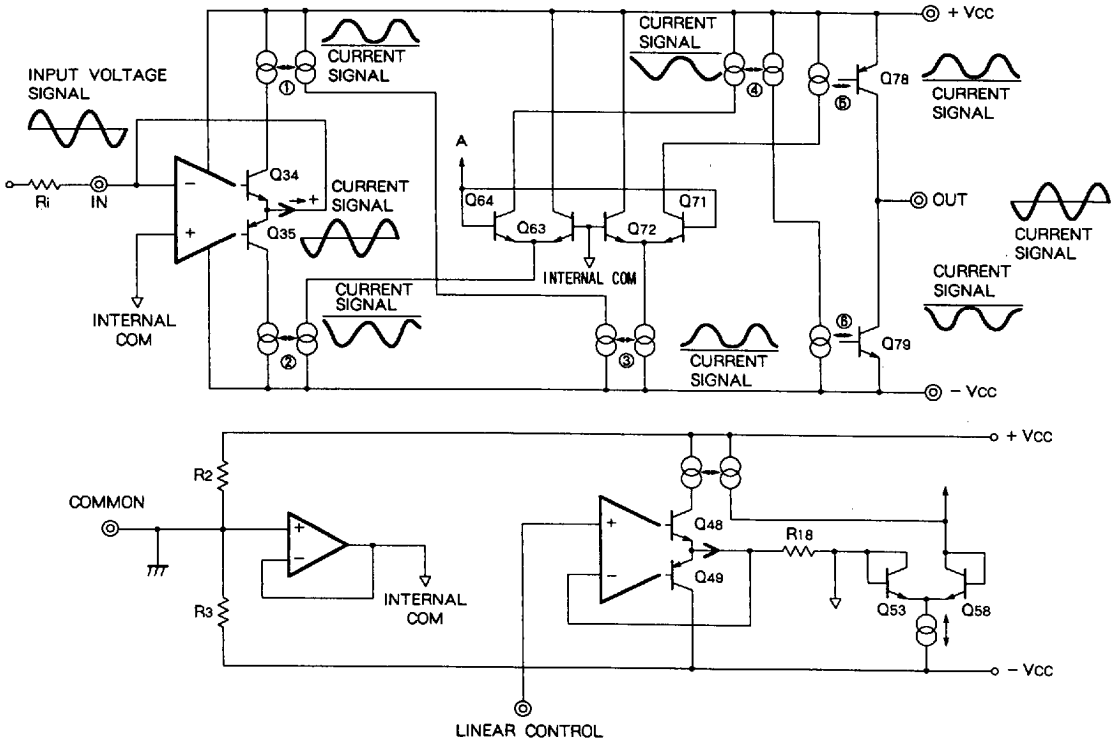 + VCC
CURRENT
SIGNAL
①
INPUT VOLTAGE
SIGNAL
CURRENT
SIGNAL
④
⑤
Q78
CURRENT
SIGNAL
A
Q34
Ri
IN
−
+
CURRENT
SIGNAL
+
Q35
Q64
Q63
Q72
Q71
OUT
INTERNAL COM
CURRENT
SIGNAL
INTERNAL
COM
CURRENT
SIGNAL
②
③
CURRENT
SIGNAL
⑥
Q79
CURRENT
SIGNAL
− VCC
+ VCC
R2
COMMON
+
−
INTERNAL
COM
R3
+
−
Q48
Q49
R18
Q53
Q58
− VCC
LINEAR CONTROL